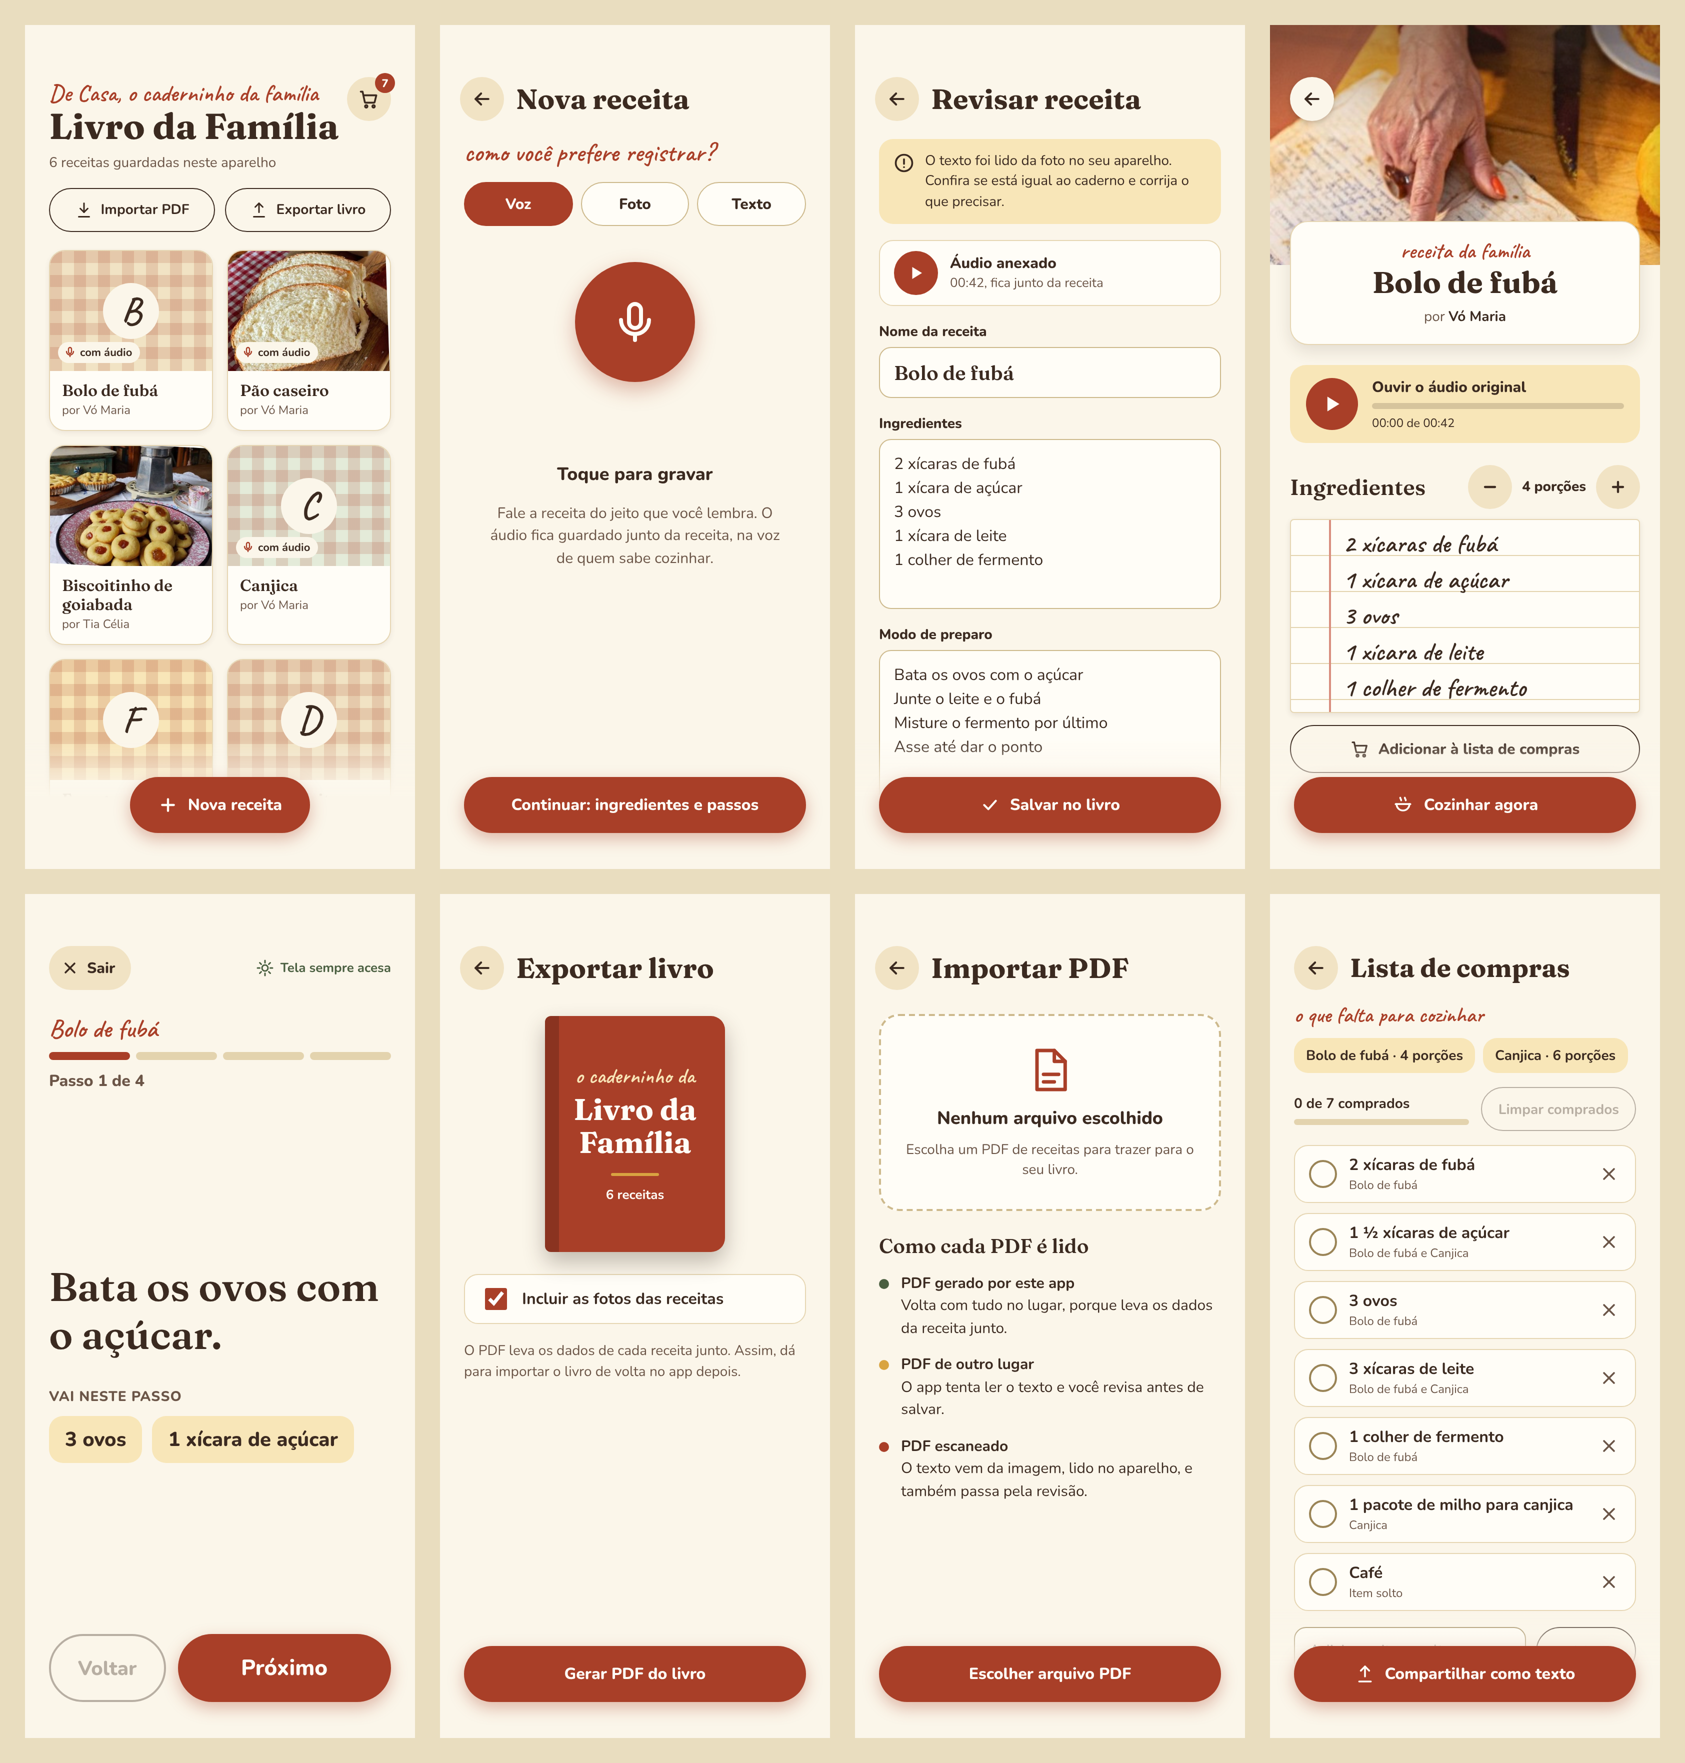 De Casa, o caderninho da família
7
Livro da Família
6 receitas guardadas neste aparelho
Importar PDF
Exportar livro
B
com áudio
com áudio
Bolo de fubá
por Vó Maria
Pão caseiro
por Vó Maria
C
com áudio
Biscoitinho de
goiabada
por Tia Célia
Canjica
por Vó Maria
F
D
Nova receita
Nova receita
como você prefere registrar?
Voz
Foto
Texto
Toque para gravar
Fale a receita do jeito que você lembra. O
áudio fica guardado junto da receita, na voz
de quem sabe cozinhar.
Continuar: ingredientes e passos
Revisar receita
O texto foi lido da foto no seu aparelho.
Confira se está igual ao caderno e corrija o
que precisar.
Áudio anexado
00:42, fica junto da receita
Nome da receita
Bolo de fubá
Ingredientes
2 xícaras de fubá
1 xícara de açúcar
3 ovos
1 xícara de leite
1 colher de fermento
Modo de preparo
Bata os ovos com o açúcar
Junte o leite e o fubá
Misture o fermento por último
Asse até dar o ponto
Salvar no livro
receita da família
Bolo de fubá
por Vó Maria
Ouvir o áudio original
00:00 de 00:42
Ingredientes
4 porções
2 xícaras de fubá
1 xícara de açúcar
3 ovos
1 xícara de leite
1 colher de fermento
Adicionar à lista de compras
Cozinhar agora
Sair
Tela sempre acesa
Bolo de fubá
Passo 1 de 4
Bata os ovos com
o açúcar.
VAI NESTE PASSO
3 ovos
1 xícara de açúcar
Voltar
Próximo
Exportar livro
o caderninho da
Livro da
Família
6 receitas
Incluir as fotos das receitas
O PDF leva os dados de cada receita junto. Assim, dá
para importar o livro de volta no app depois.
Gerar PDF do livro
Importar PDF
Nenhum arquivo escolhido
Escolha um PDF de receitas para trazer para o
seu livro.
Como cada PDF é lido
PDF gerado por este app
Volta com tudo no lugar, porque leva os dados
da receita junto.
PDF de outro lugar
O app tenta ler o texto e você revisa antes de
salvar.
PDF escaneado
O texto vem da imagem, lido no aparelho, e
também passa pela revisão.
Escolher arquivo PDF
Lista de compras
o que falta para cozinhar
Bolo de fubá · 4 porções
Canjica · 6 porções
0 de 7 comprados
Limpar comprados
2 xícaras de fubá
Bolo de fubá
1 ½ xícaras de açúcar
Bolo de fubá e Canjica
3 ovos
Bolo de fubá
3 xícaras de leite
Bolo de fubá e Canjica
1 colher de fermento
Bolo de fubá
1 pacote de milho para canjica
Canjica
Café
Item solto
Compartilhar como texto